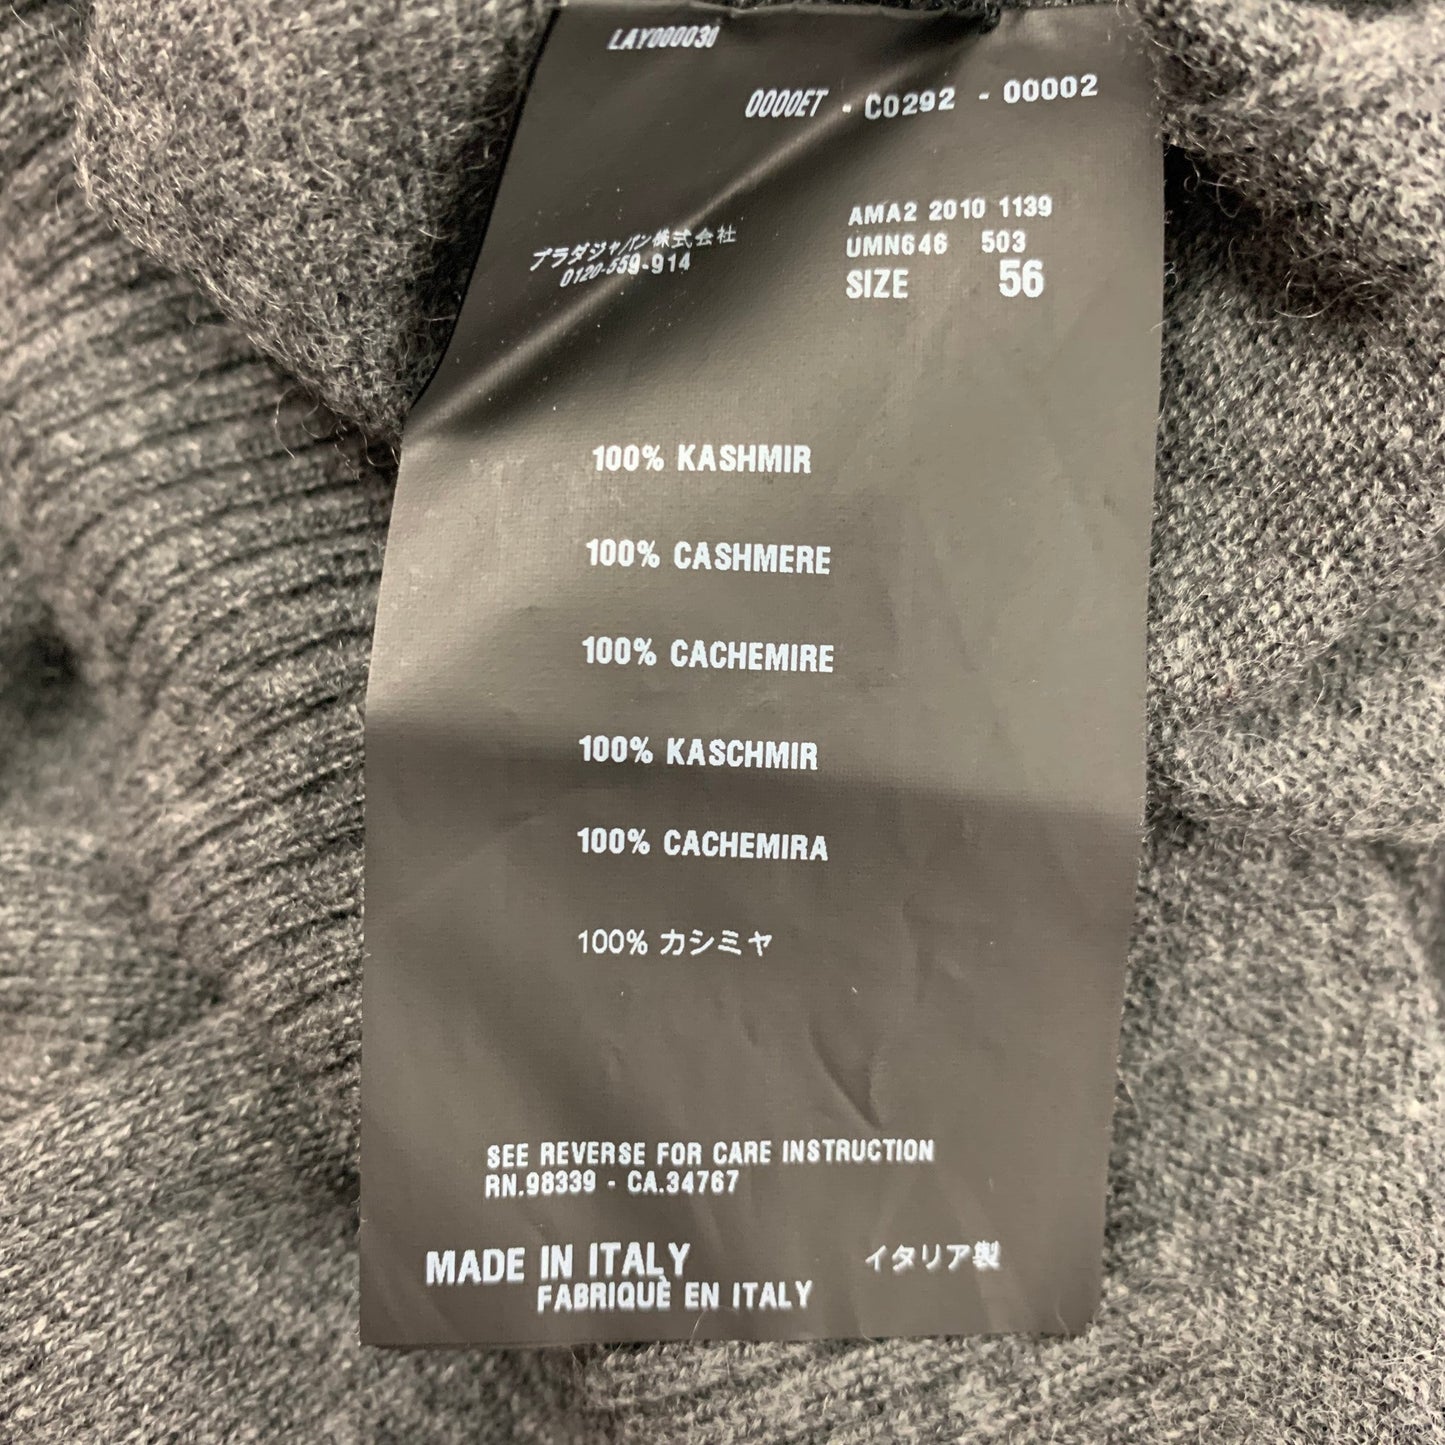 LAY000030
0000ET - C0292 - 00002
プラダジャパン株式会社
0120-559-914
AMA2 2010 1139
UMN646 503
SIZE 56
100% KASHMIR
100% CASHMERE
100% CACHEMIRE
100% KASCHMIR
100% CACHEMIRA
100% カシミヤ
SEE REVERSE FOR CARE INSTRUCTION
RN.98339 - CA.34767
MADE IN ITALY
FABRIQUÈ EN ITALY
イタリア製